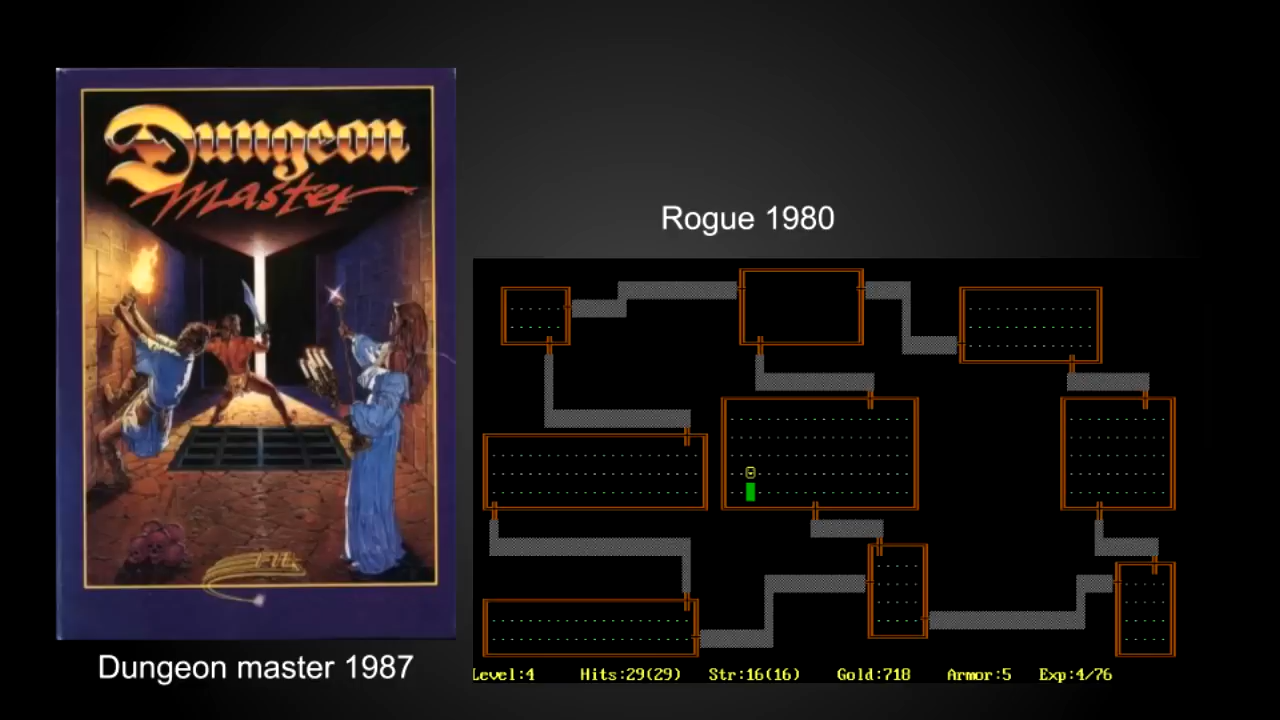 Dungeon
Master
FTL
Dungeon master 1987
Rogue 1980
Level:4 Hits:29(29) Str:16(16) Gold:718 Armor:5 Exp:4/76